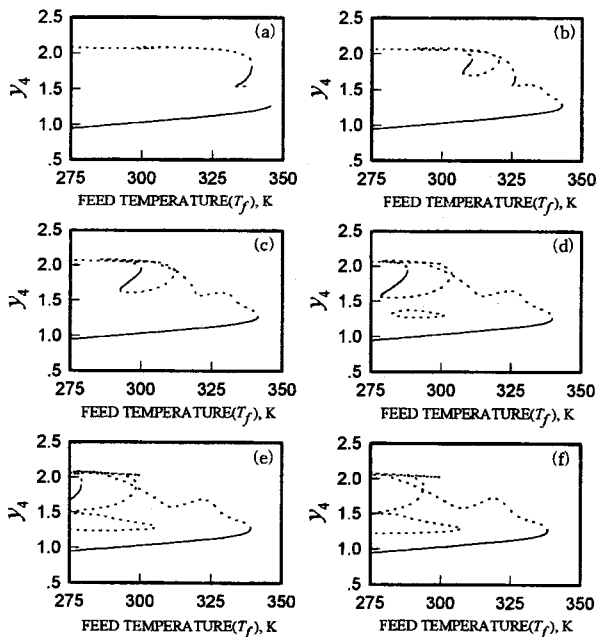 2.5 (a) 2.5 (b)
2.0 2.0
y4 1.5 y4 1.5
1.0 1.0
.5 .5
275 300 325 350 275 300 325 350
FEED TEMPERATURE(Tf), K FEED TEMPERATURE(Tf), K
2.5 (c) 2.5 (d)
2.0 2.0
y4 1.5 y4 1.5
1.0 1.0
.5 .5
275 300 325 350 275 300 325 350
FEED TEMPERATURE(Tf), K FEED TEMPERATURE(Tf), K
2.5 (e) 2.5 (f)
2.0 2.0
y4 1.5 y4 1.5
1.0 1.0
.5 .5
275 300 325 350 275 300 325 350
FEED TEMPERATURE(Tf), K FEED TEMPERATURE(Tf), K